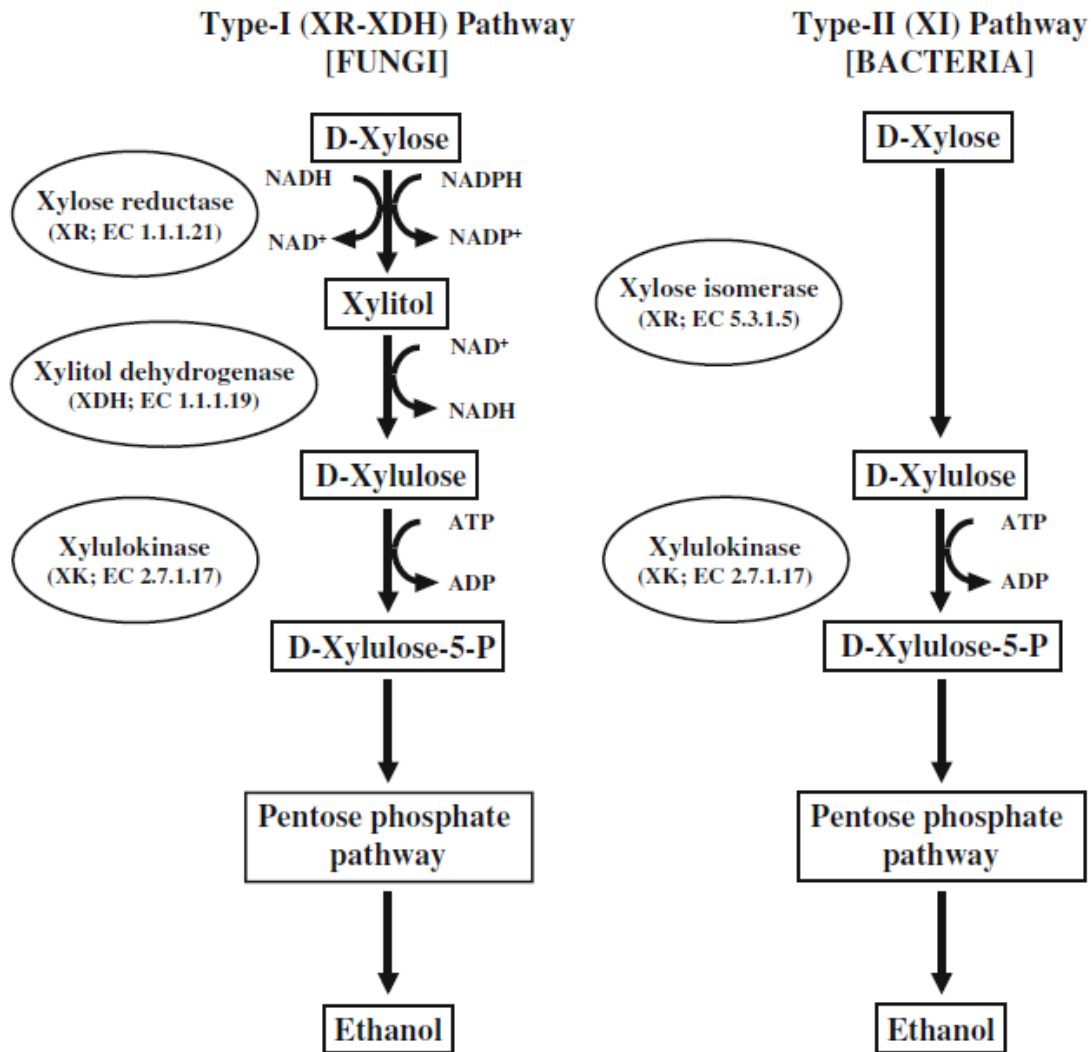 Type-I (XR-XDH) Pathway
[FUNGI]
D-Xylose
NADH
NADPH
Xylose reductase
(XR; EC 1.1.1.21)
NAD+
NADP+
Xylitol
NAD+
Xylitol dehydrogenase
(XDH; EC 1.1.1.19)
NADH
D-Xylulose
ATP
Xylulokinase
(XK; EC 2.7.1.17)
ADP
D-Xylulose-5-P
Pentose phosphate
pathway
Ethanol
Type-II (XI) Pathway
[BACTERIA]
D-Xylose
Xylose isomerase
(XR; EC 5.3.1.5)
D-Xylulose
ATP
Xylulokinase
(XK; EC 2.7.1.17)
ADP
D-Xylulose-5-P
Pentose phosphate
pathway
Ethanol